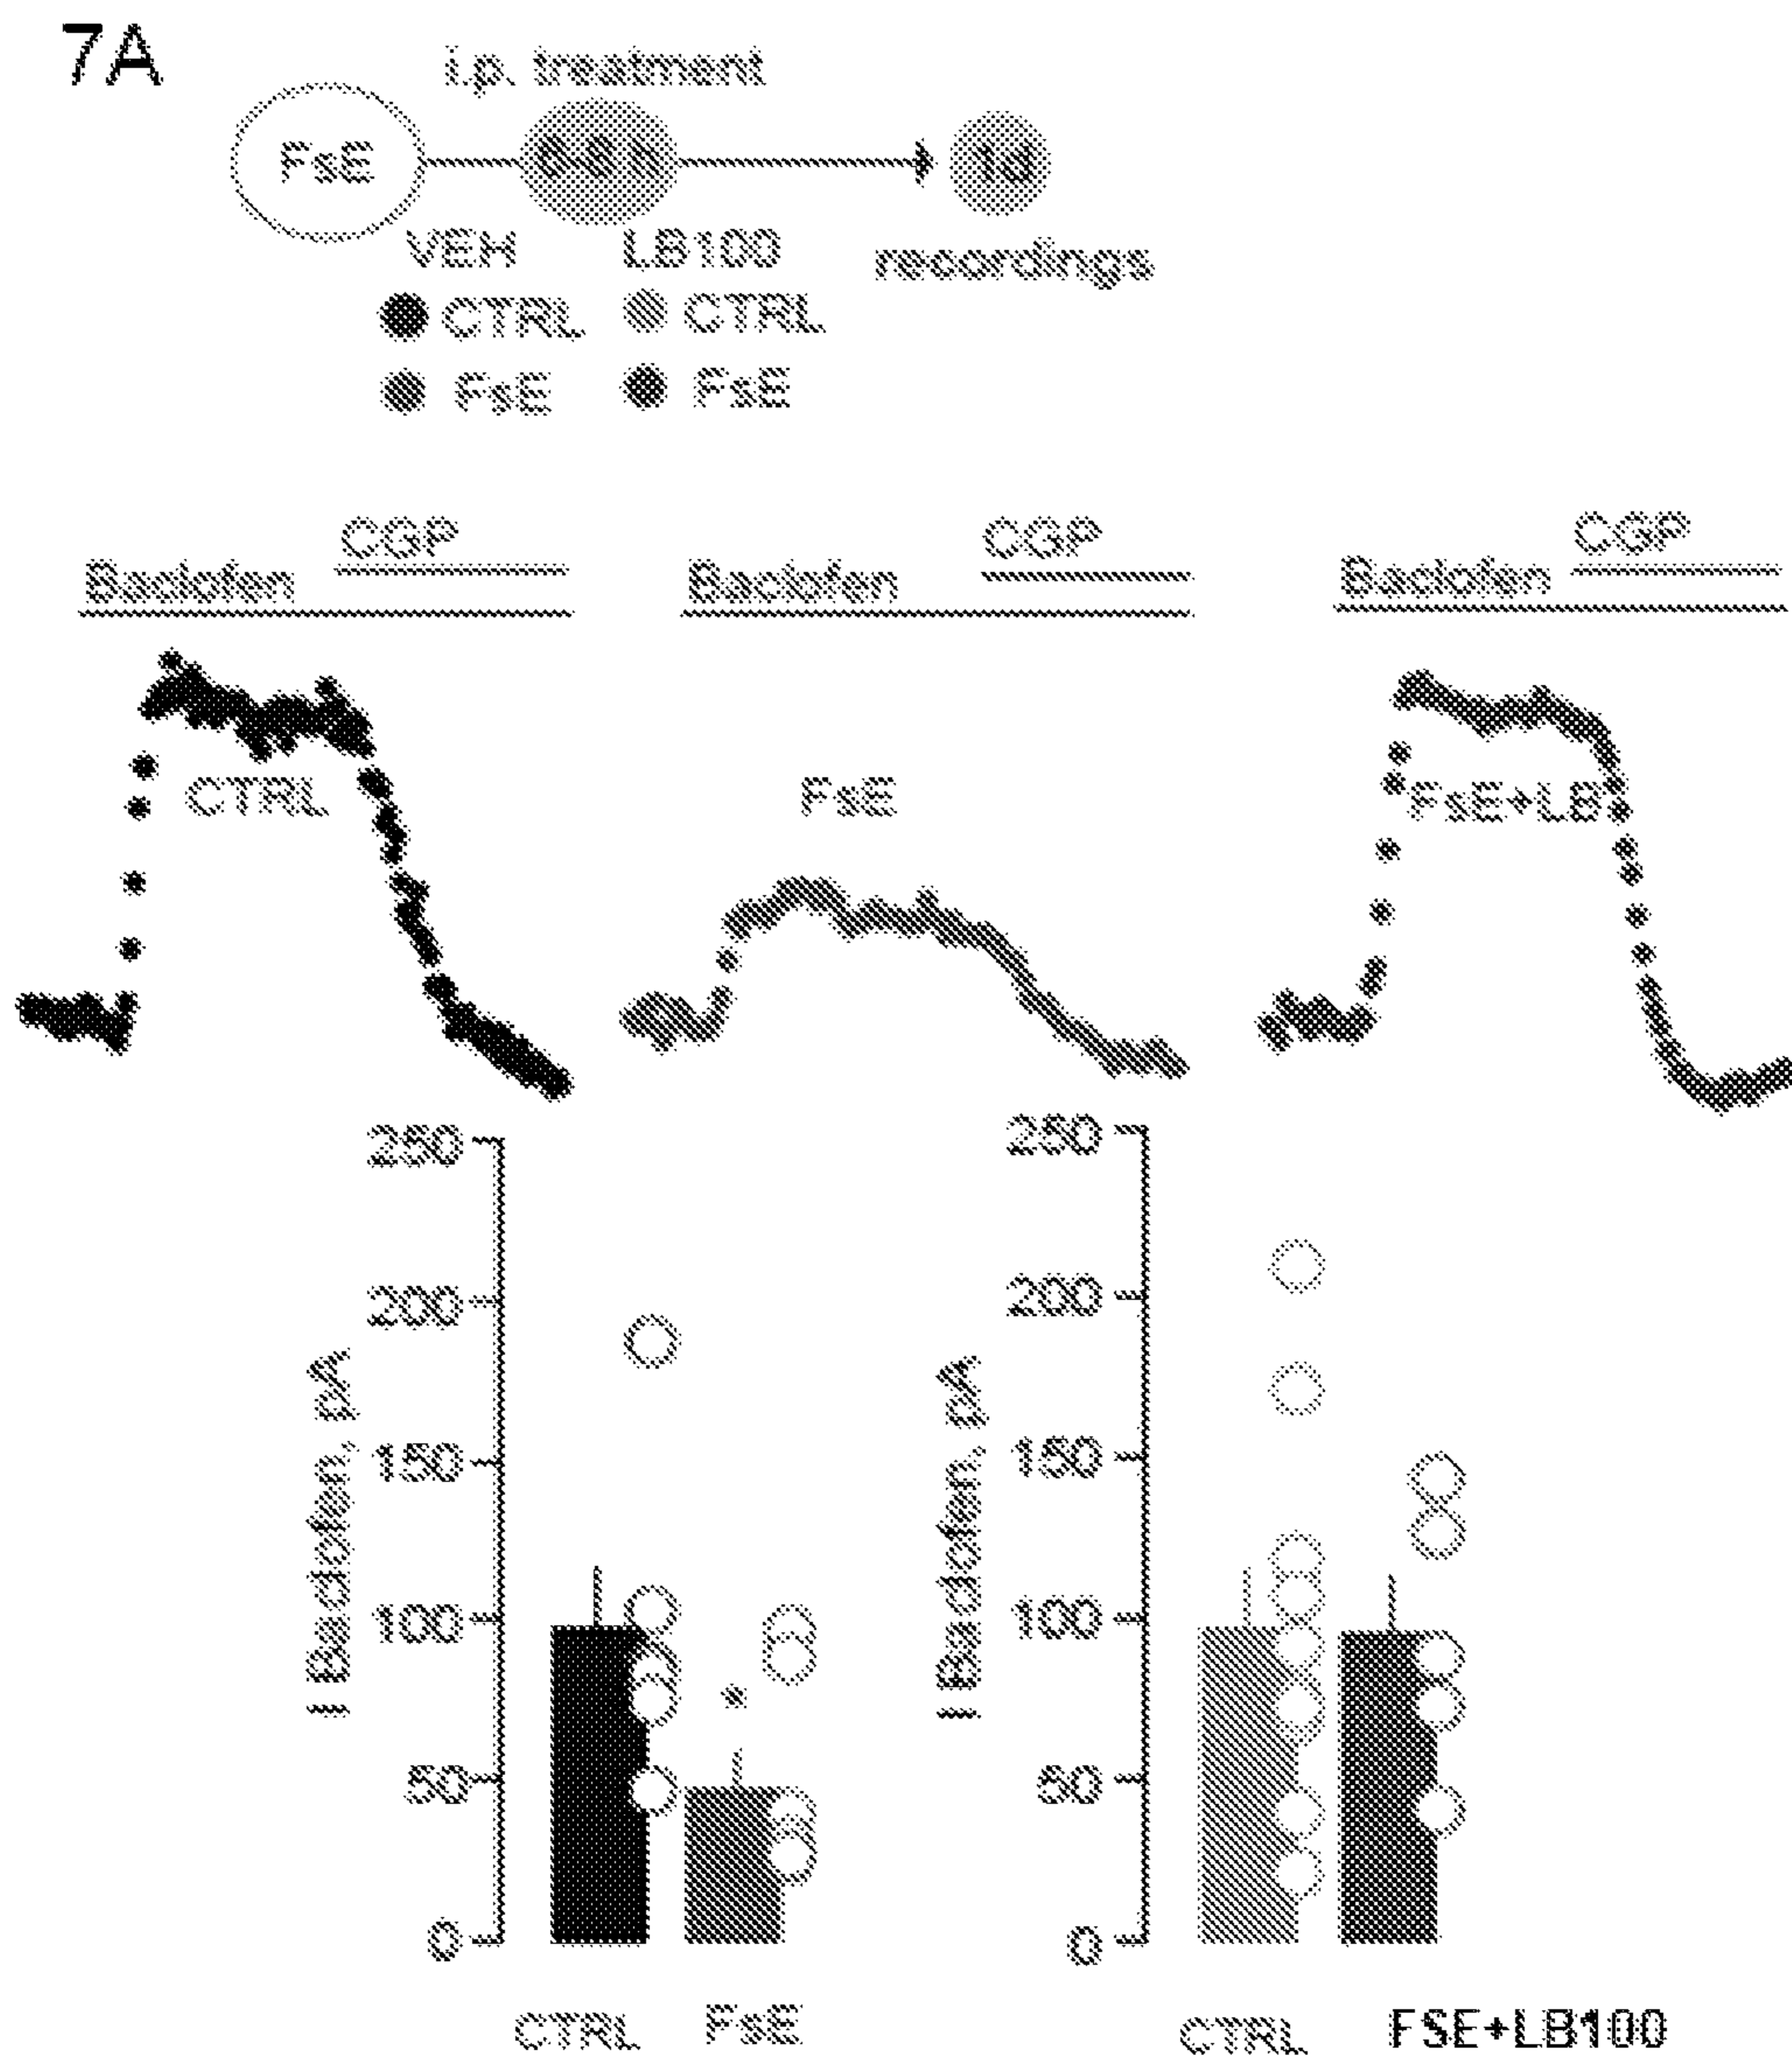 7A
i.p. treatment
FsE
1d
VEH LB100
recordings
CTRL CTRL
FsE FsE
CGP CGP CGP
Baclofen Baclofen Baclofen
CTRL FsE FsE+LB
250 250
200 200
150 150
100 100
50 50
0 0
I Baclofen, pA I Baclofen, pA
*
CTRL FsE CTRL FSE+LB100